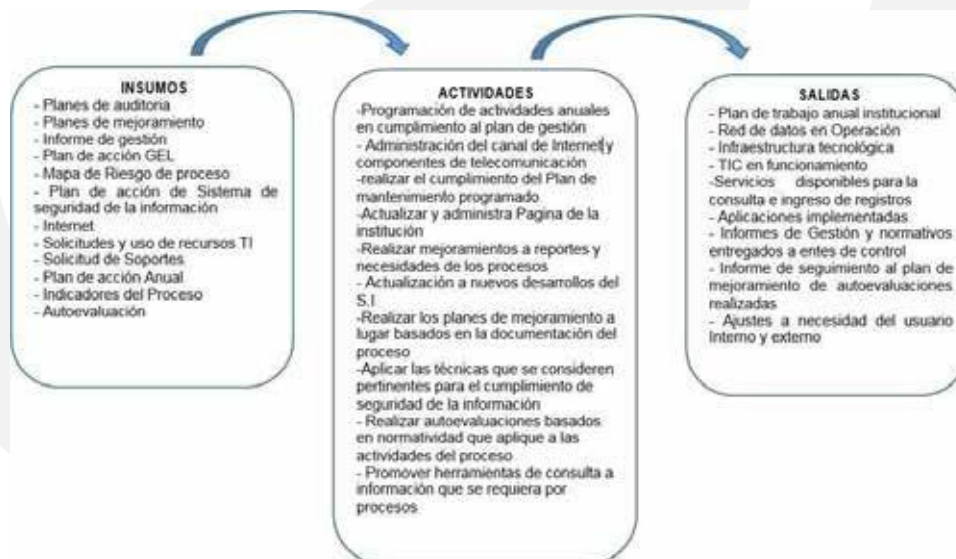 INSUMOS
- Planes de auditoria
- Planes de mejoramiento
- Informe de gestión
- Plan de acción GEL
- Mapa de Riesgo de proceso
- Plan de acción de Sistema de
seguridad de la información
- Internet
- Solicitudes y uso de recursos TI
- Solicitud de Soportes
- Plan de acción Anual
- Indicadores del Proceso
- Autoevaluación
ACTIVIDADES
-Programación de actividades anuales
en cumplimiento al plan de gestión
- Administración del canal de Internet y
componentes de telecomunicación
-realizar el cumplimiento del Plan de
mantenimiento programado
-Actualizar y administra Pagina de la
institución
-Realizar mejoramientos a reportes y
necesidades de los procesos
- Actualización a nuevos desarrollos del
S.I
-Realizar los planes de mejoramiento a
lugar basados en la documentación del
proceso
-Aplicar las técnicas que se consideren
pertinentes para el cumplimiento de
seguridad de la información
- Realizar autoevaluaciones basados
en normatividad que aplique a las
actividades del proceso
- Promover herramientas de consulta a
información que se requiera por
procesos
SALIDAS
- Plan de trabajo anual institucional
- Red de datos en Operación
- Infraestructura tecnológica
- TIC en funcionamiento
-Servicios disponibles para la
consulta e ingreso de registros
- Aplicaciones implementadas
- Informes de Gestión y normativos
entregados a entes de control
- Informe de seguimiento al plan de
mejoramiento de autoevaluaciones
realizadas
- Ajustes a necesidad del usuario
Interno y externo